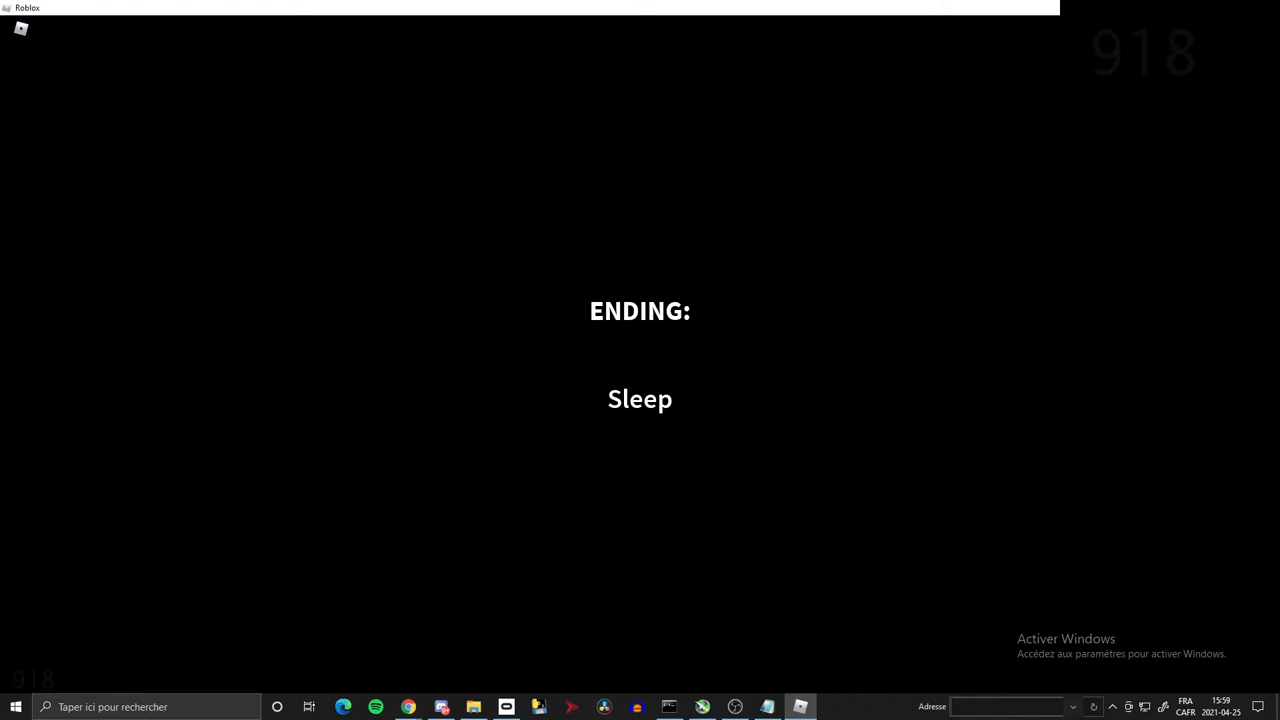 Roblox
918
ENDING:
Sleep
Activer Windows
Accédez aux paramètres pour activer Windows.
918
Taper ici pour rechercher
Adresse
FRA
CAFR
15:59
2021-04-25